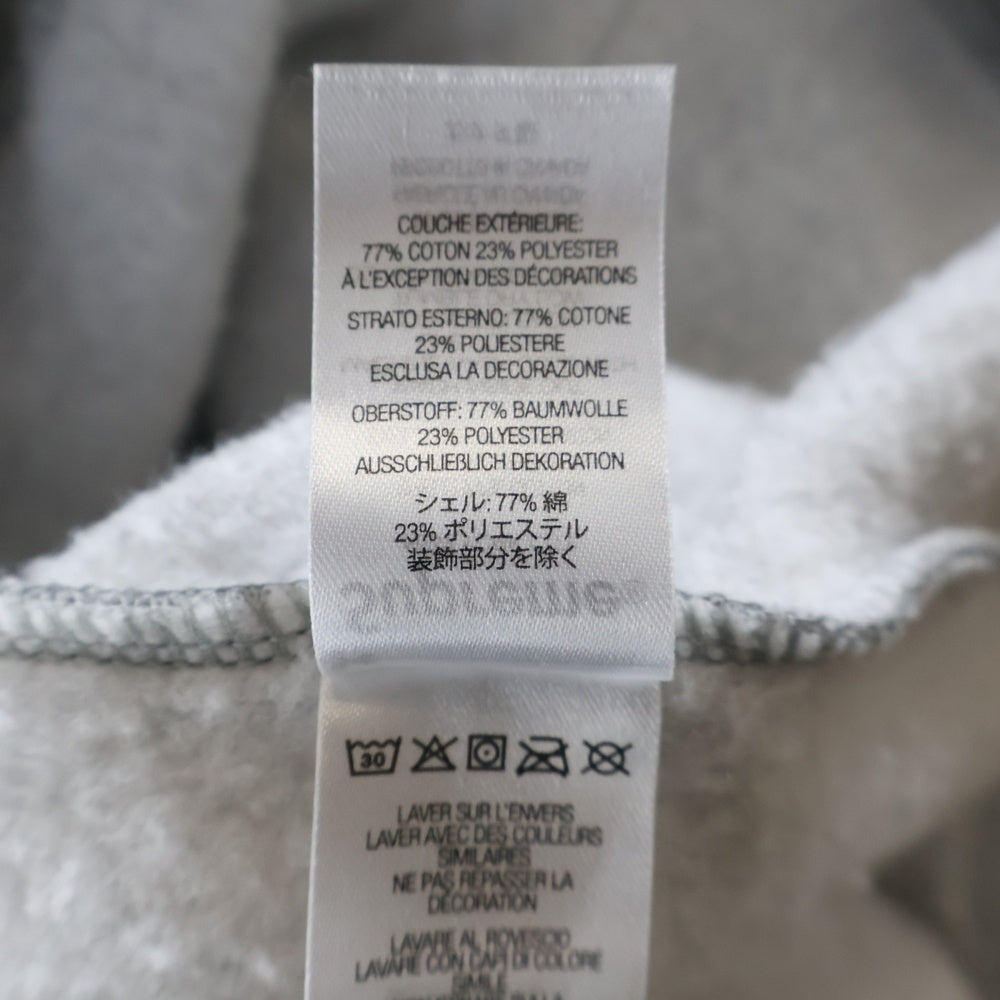 COUCHE EXTÉRIEURE:
77% COTON 23% POLYESTER
À L'EXCEPTION DES DÉCORATIONS
STRATO ESTERNO: 77% COTONE
23% POLIESTERE
ESCLUSA LA DECORAZIONE
OBERSTOFF: 77% BAUMWOLLE
23% POLYESTER
AUSSCHLIEßLICH DEKORATION
シェル: 77% 綿
23% ポリエステル
装飾部分を除く
Supreme
30
LAVER SUR L'ENVERS
LAVER AVEC DES COULEURS
SIMILAIRES
NE PAS REPASSER LA
DÉCORATION
LAVARE AL ROVESCIO
LAVARE CON CAPI DI COLORE
SIMILE